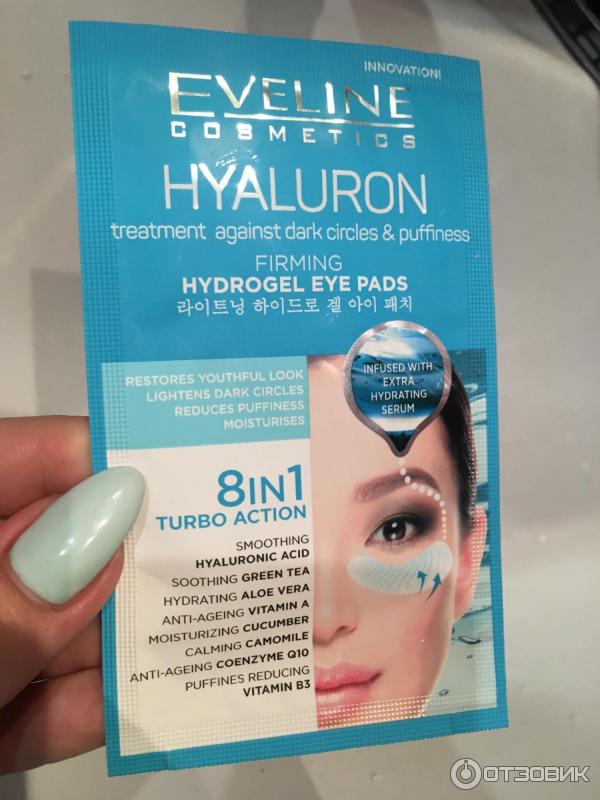 INNOVATION!
EVELINE
COSMETICS
HYALURON
treatment against dark circles & puffiness
FIRMING
HYDROGEL EYE PADS
라이트닝 하이드로 겔 아이 패치
INFUSED WITH
EXTRA
HYDRATING
SERUM
RESTORES YOUTHFUL LOOK
LIGHTENS DARK CIRCLES
REDUCES PUFFINESS
MOISTURISES
8IN1
TURBO ACTION
SMOOTHING
HYALURONIC ACID
SOOTHING GREEN TEA
HYDRATING ALOE VERA
ANTI-AGEING VITAMIN A
MOISTURIZING CUCUMBER
CALMING CAMOMILE
ANTI-AGEING COENZYME Q10
PUFFINES REDUCING
VITAMIN B3
ОТЗОВИК